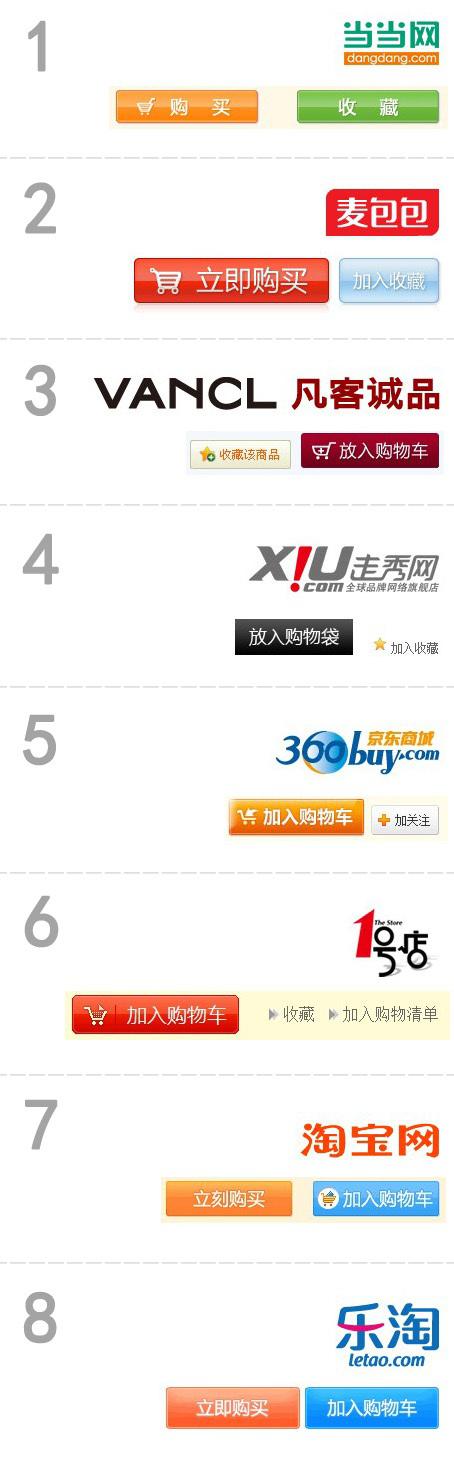 1
当当网
dangdang.com
购 买 收 藏
2
麦包包
立即购买 加入收藏
3
VANCL 凡客诚品
收藏该商品 放入购物车
4
X!U走秀网
.com 全球品牌网络旗舰店
放入购物袋 加入收藏
5
360buy.com 京东商城
加入购物车 加关注
6
The Store
1号店
加入购物车 收藏 加入购物清单
7
淘宝网
立刻购买 加入购物车
8
乐淘
letao.com
立即购买 加入购物车